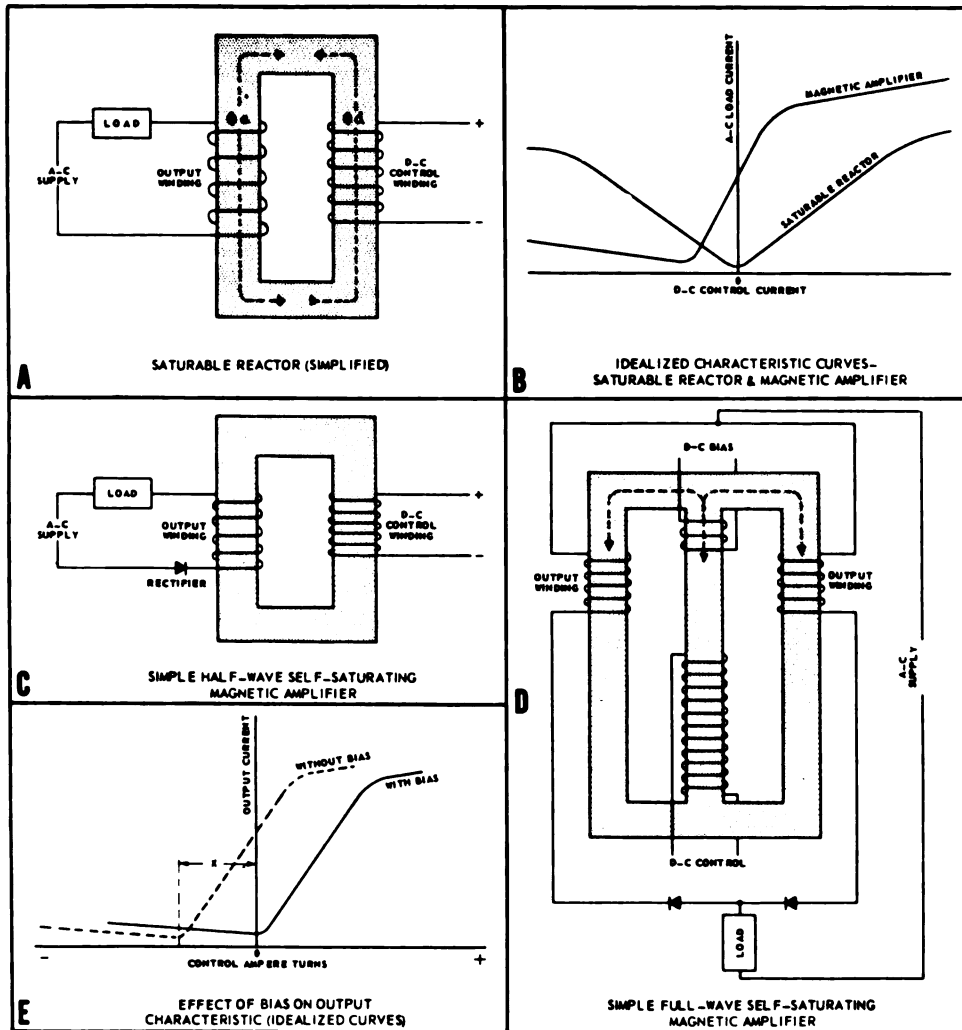 LOAD
A-C
SUPPLY
OUTPUT
WINDING
Φa
Φd
+
D-C
CONTROL
WINDING
-
A
SATURABLE REACTOR (SIMPLIFIED)
A-C LOAD CURRENT
MAGNETIC AMPLIFIER
SATURABLE REACTOR
0
D-C CONTROL CURRENT
B
IDEALIZED CHARACTERISTIC CURVES-
SATURABLE REACTOR & MAGNETIC AMPLIFIER
LOAD
A-C
SUPPLY
OUTPUT
WINDING
RECTIFIER
+
D-C
CONTROL
WINDING
-
C
SIMPLE HALF-WAVE SELF-SATURATING
MAGNETIC AMPLIFIER
D-C BIAS
OUTPUT
WINDING
OUTPUT
WINDING
A-C
SUPPLY
D
D-C CONTROL
LOAD
SIMPLE FULL-WAVE SELF-SATURATING
MAGNETIC AMPLIFIER
OUTPUT CURRENT
WITHOUT BIAS
WITH BIAS
X
-
0
CONTROL AMPERE TURNS
+
E
EFFECT OF BIAS ON OUTPUT
CHARACTERISTIC (IDEALIZED CURVES)